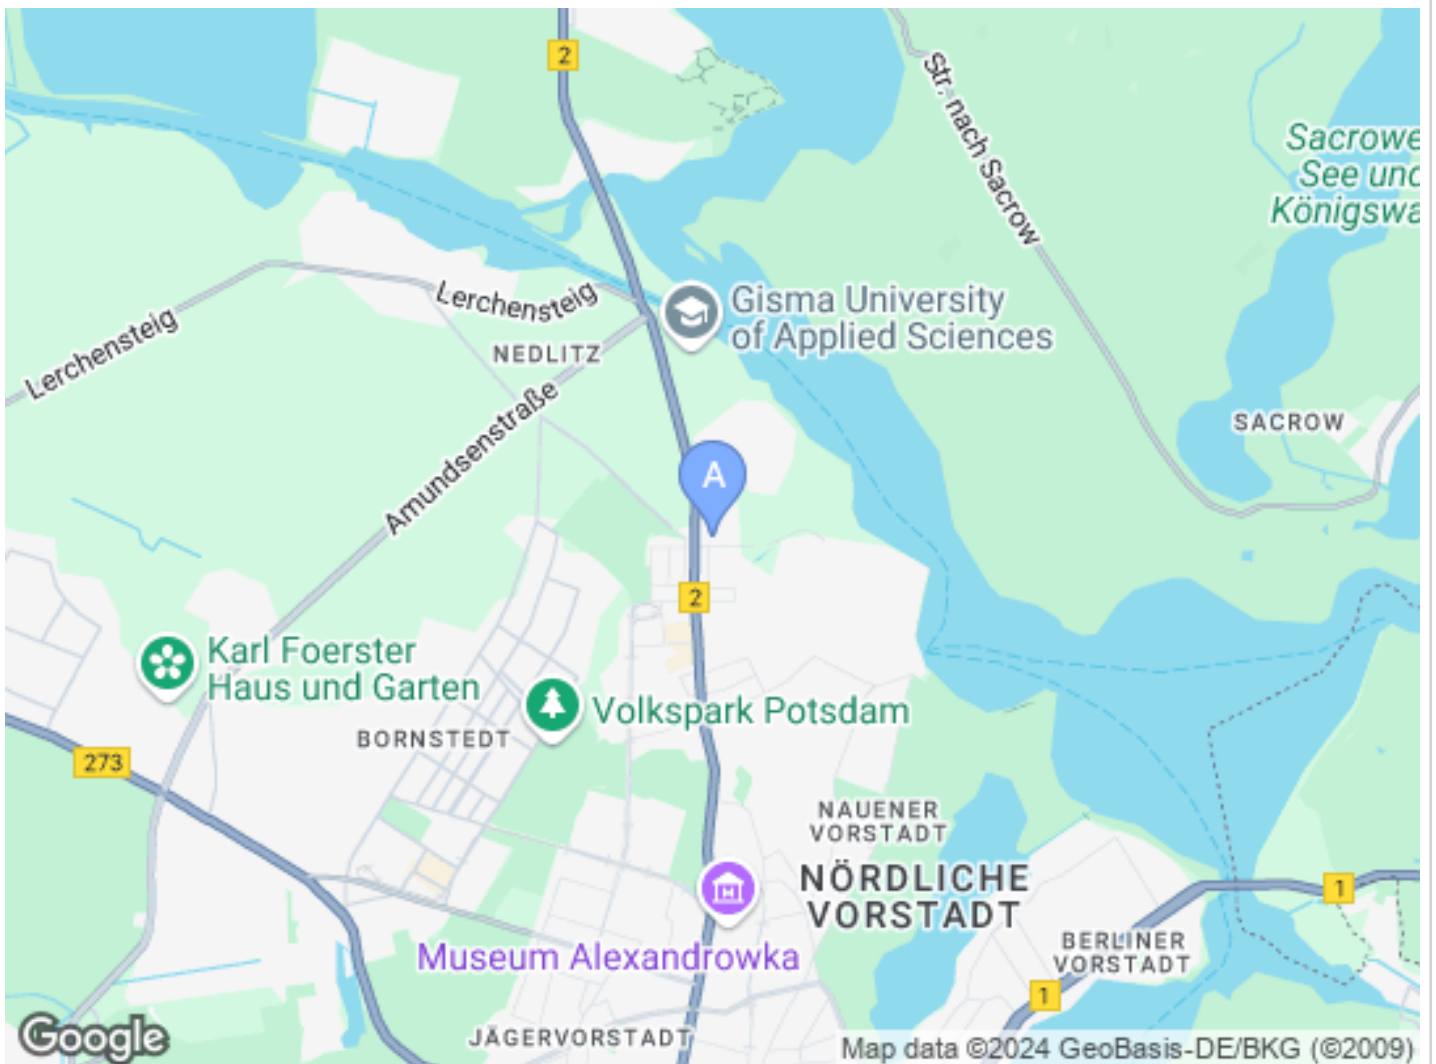 2
Str. nach Sacrow
Sacrowe
See und
Königswa
Lerchensteig
Lerchensteig
Gisma University
of Applied Sciences
NEDLITZ
Amundsenstraße
SACROW
A
2
Karl Foerster
Haus und Garten
Volkspark Potsdam
BORNSTEDT
273
NAUENER
VORSTADT
NÖRDLICHE
VORSTADT
1
Museum Alexandrowka
BERLINER
VORSTADT
1
JÄGERVORSTADT
Google
Map data ©2024 GeoBasis-DE/BKG (©2009)